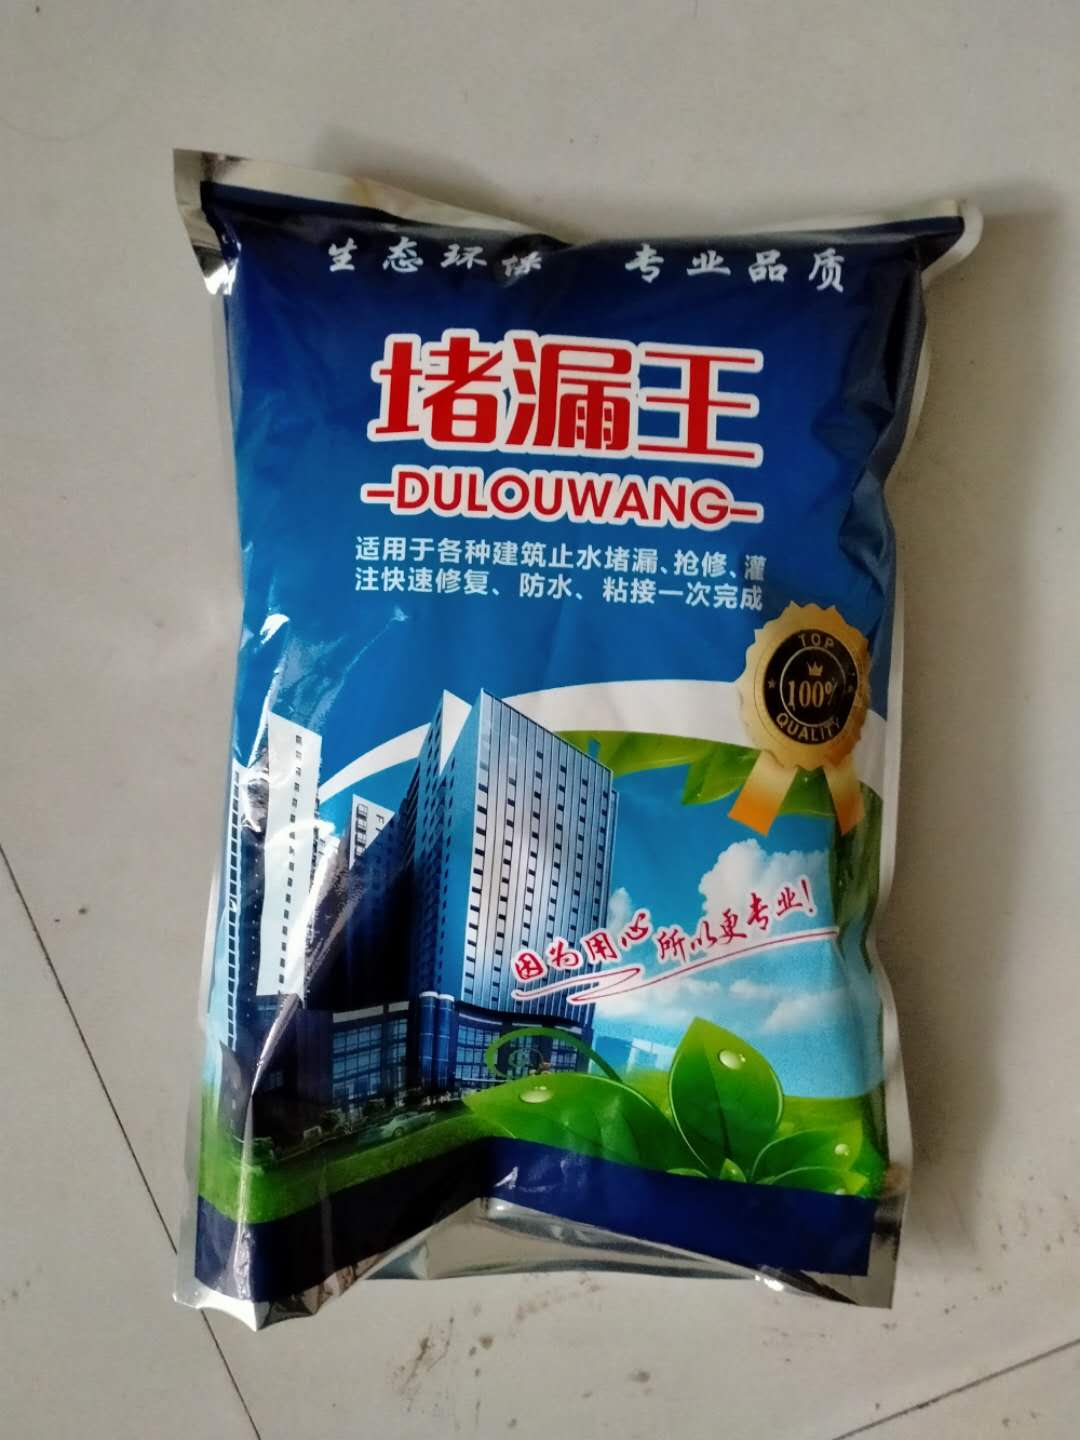 生态环保 专业品质
堵漏王
-DULOUWANG-
适用于各种建筑止水堵漏、抢修、灌
注快速修复、防水、粘接一次完成
TOP
100%
QUALITY
因为用心 所以更专业!